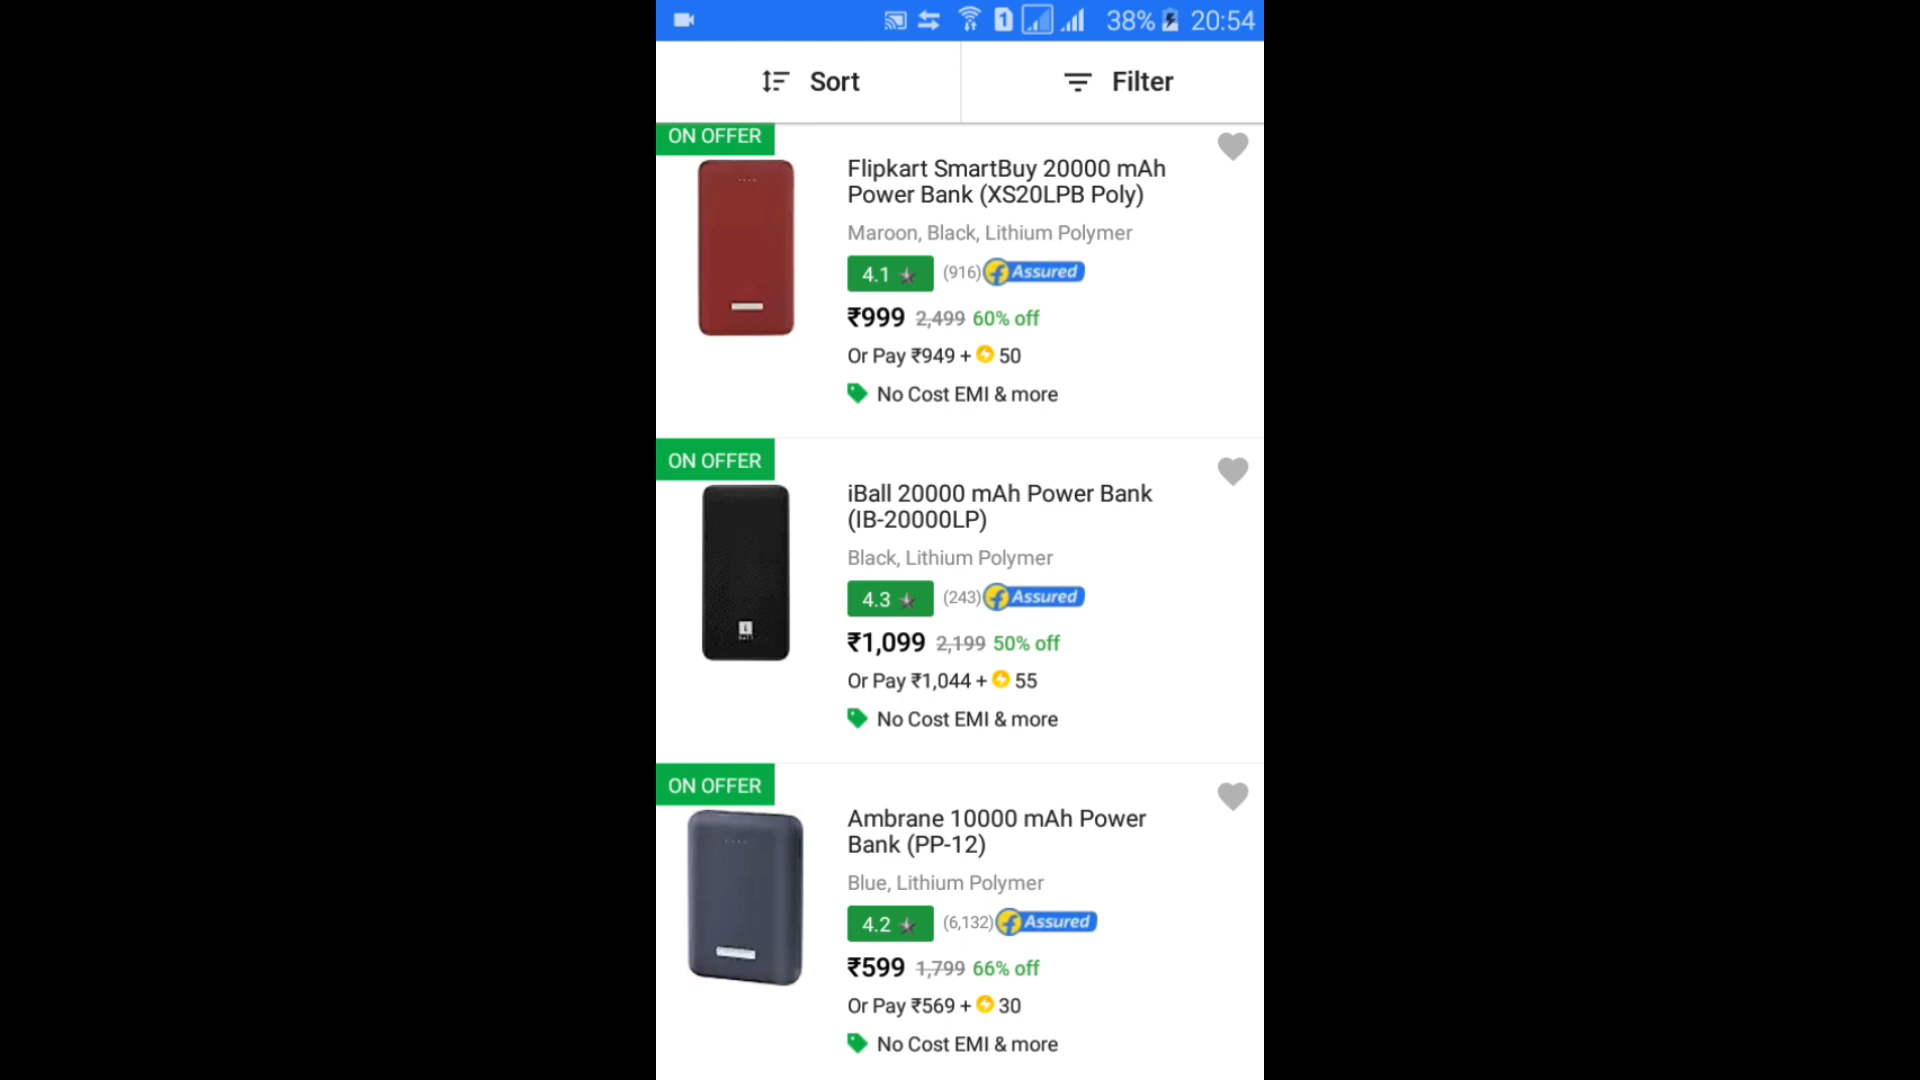 1 38% 20:54
Sort Filter
ON OFFER
Flipkart SmartBuy 20000 mAh
Power Bank (XS20LPB Poly)
Maroon, Black, Lithium Polymer
4.1 (916) f Assured
₹999 2,499 60% off
Or Pay ₹949 + 50
No Cost EMI & more
ON OFFER
iBall 20000 mAh Power Bank
(IB-20000LP)
Black, Lithium Polymer
4.3 (243) f Assured
₹1,099 2,199 50% off
Or Pay ₹1,044 + 55
No Cost EMI & more
ON OFFER
Ambrane 10000 mAh Power
Bank (PP-12)
Blue, Lithium Polymer
4.2 (6,132) f Assured
₹599 1,799 66% off
Or Pay ₹569 + 30
No Cost EMI & more